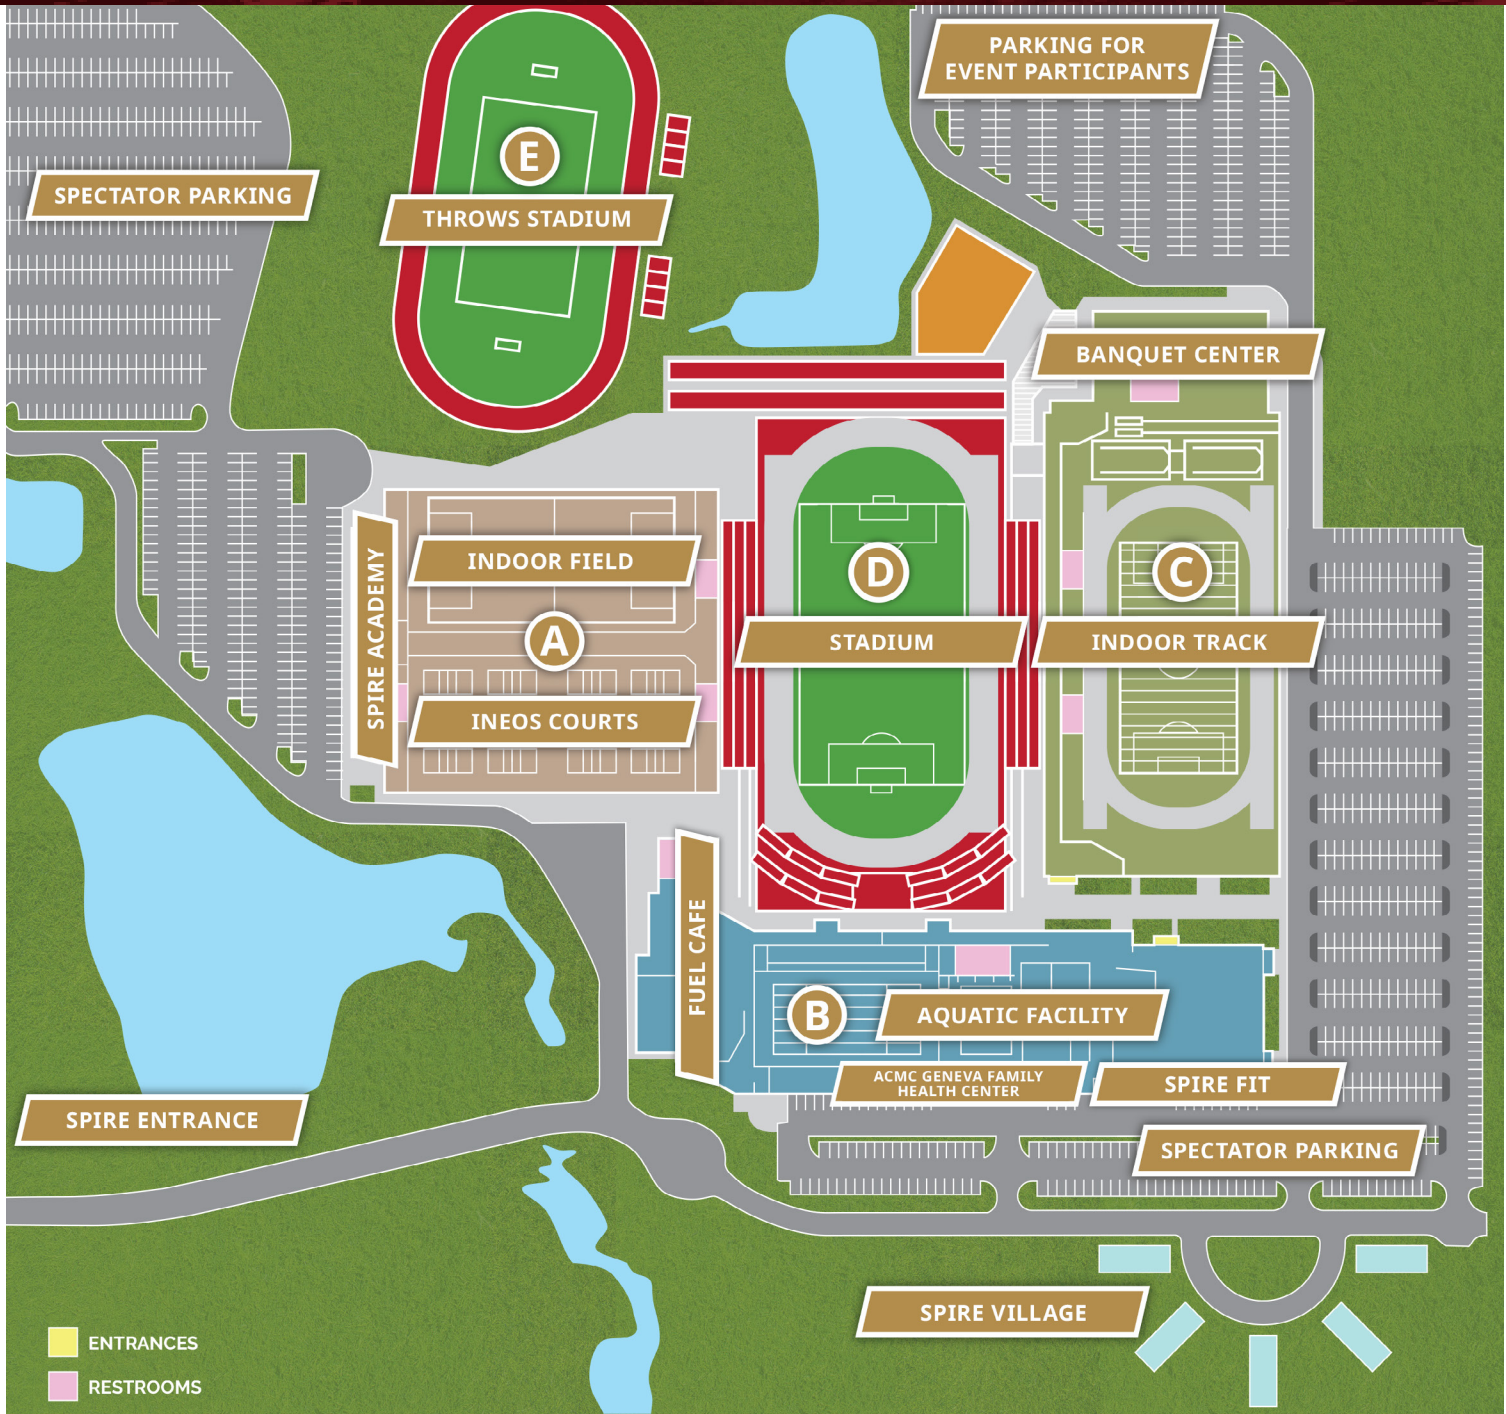 PARKING FOR
EVENT PARTICIPANTS
E
SPECTATOR PARKING
THROWS STADIUM
BANQUET CENTER
SPIRE ACADEMY
INDOOR FIELD
A
INEOS COURTS
D
STADIUM
C
INDOOR TRACK
FUEL CAFE
B
AQUATIC FACILITY
ACMC GENEVA FAMILY
HEALTH CENTER
SPIRE FIT
SPIRE ENTRANCE
SPECTATOR PARKING
SPIRE VILLAGE
ENTRANCES
RESTROOMS